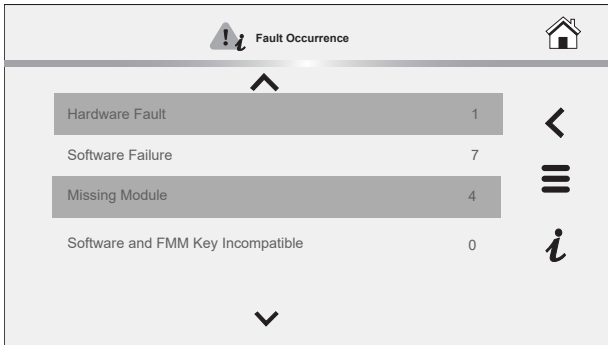 Fault Occurrence
Hardware Fault 1
Software Failure 7
Missing Module 4
Software and FMM Key Incompatible 0